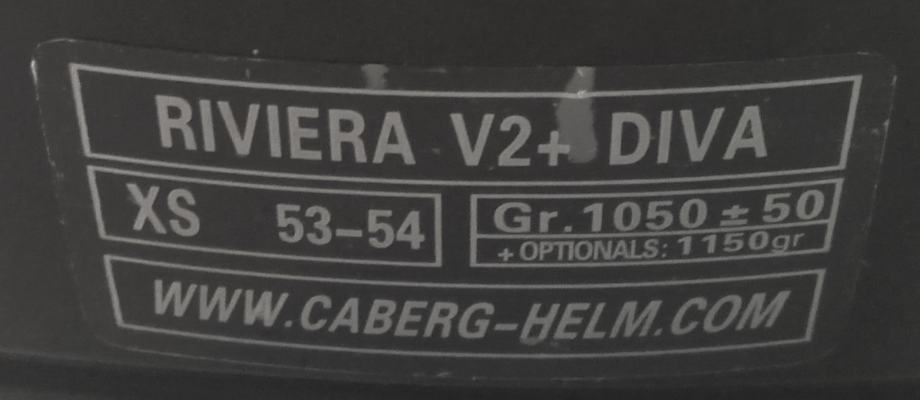 RIVIERA V2+ DIVA
XS 53-54
Gr.1050 ± 50
+ OPTIONALS: 1150gr
WWW.CABERG-HELM.COM